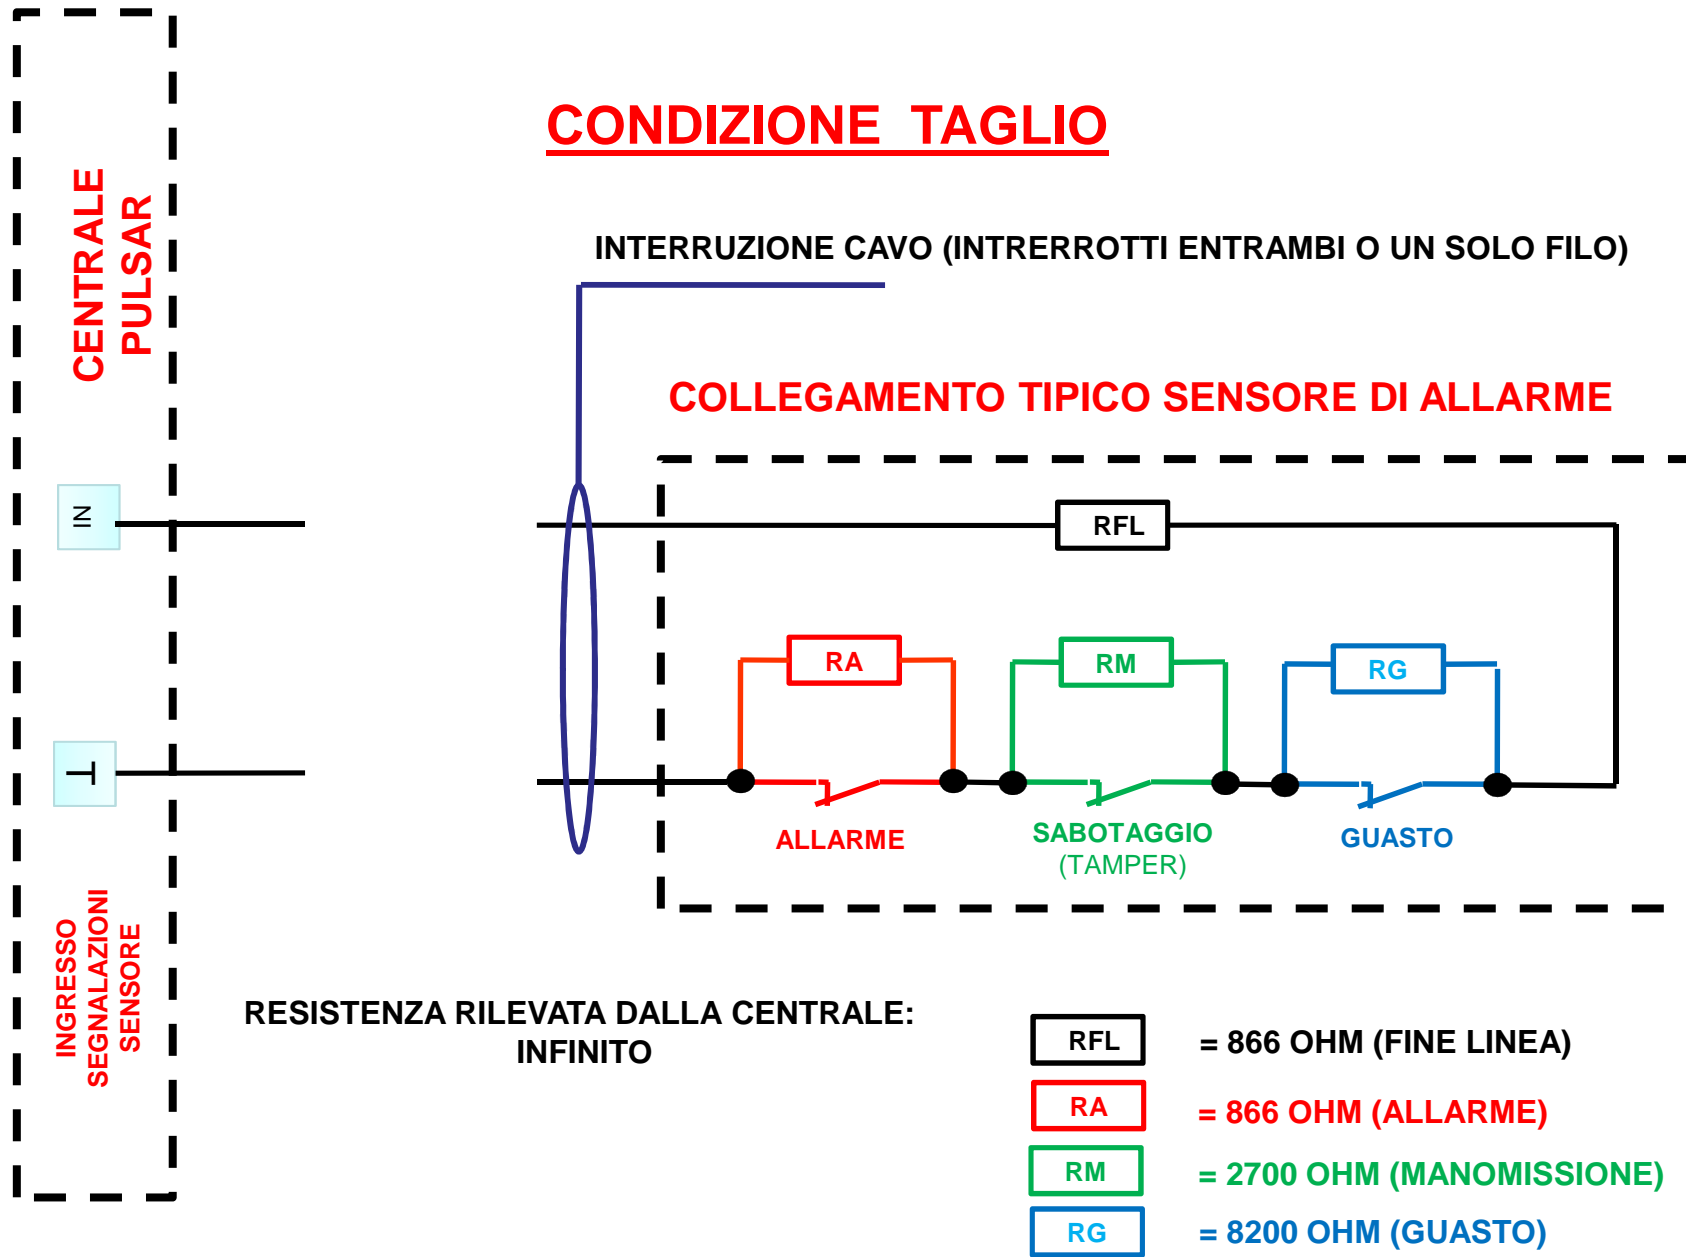 CONDIZIONE  TAGLIO
CENTRALE
PULSAR
INTERRUZIONE CAVO (INTRERROTTI ENTRAMBI O UN SOLO FILO)
COLLEGAMENTO TIPICO SENSORE DI ALLARME
IN
RFL
RA
RM
RG
T
ALLARME
SABOTAGGIO
(TAMPER)
GUASTO
INGRESSO
SEGNALAZIONI
SENSORE
RESISTENZA RILEVATA DALLA CENTRALE:
INFINITO
RFL = 866 OHM (FINE LINEA)
RA = 866 OHM (ALLARME)
RM = 2700 OHM (MANOMISSIONE)
RG = 8200 OHM (GUASTO)